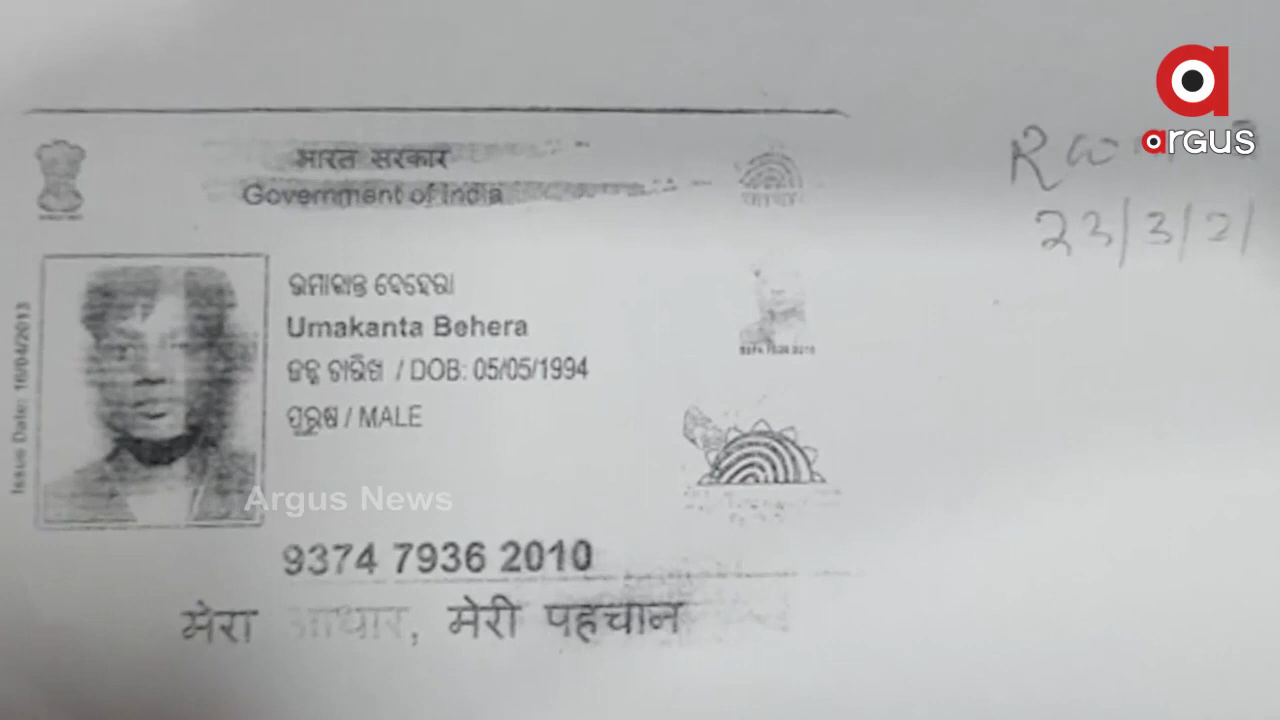 argus
भारत सरकार
Government of India
23/3/21
Issue Date: 16/04/2013
ଉମାକାନ୍ତ ବେହେରା
Umakanta Behera
ଜନ୍ମ ତାରିଖ / DOB: 05/05/1994
ପୁରୁଷ / MALE
Argus News
9374 7936 2010
मेरा आधार, मेरी पहचान